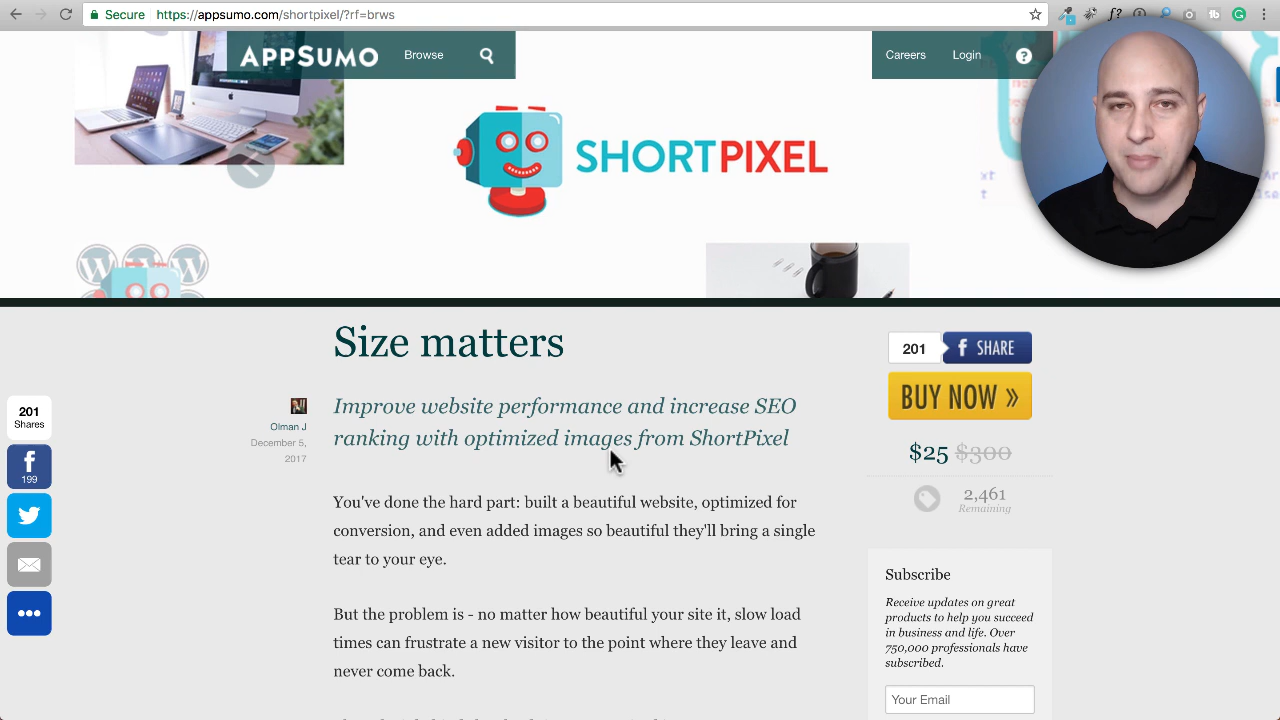 Secure https://appsumo.com/shortpixel/?rf=brws
APPSUMO Browse Careers Login ?
SHORTPIXEL
Size matters
201 SHARE
BUY NOW »
Improve website performance and increase SEO
ranking with optimized images from ShortPixel
Olman J
December 5,
2017
201
Shares
199
$25 $300
2,461
Remaining
You've done the hard part: built a beautiful website, optimized for
conversion, and even added images so beautiful they'll bring a single
tear to your eye.
But the problem is - no matter how beautiful your site it, slow load
times can frustrate a new visitor to the point where they leave and
never come back.
Subscribe
Receive updates on great
products to help you succeed
in business and life. Over
750,000 professionals have
subscribed.
Your Email